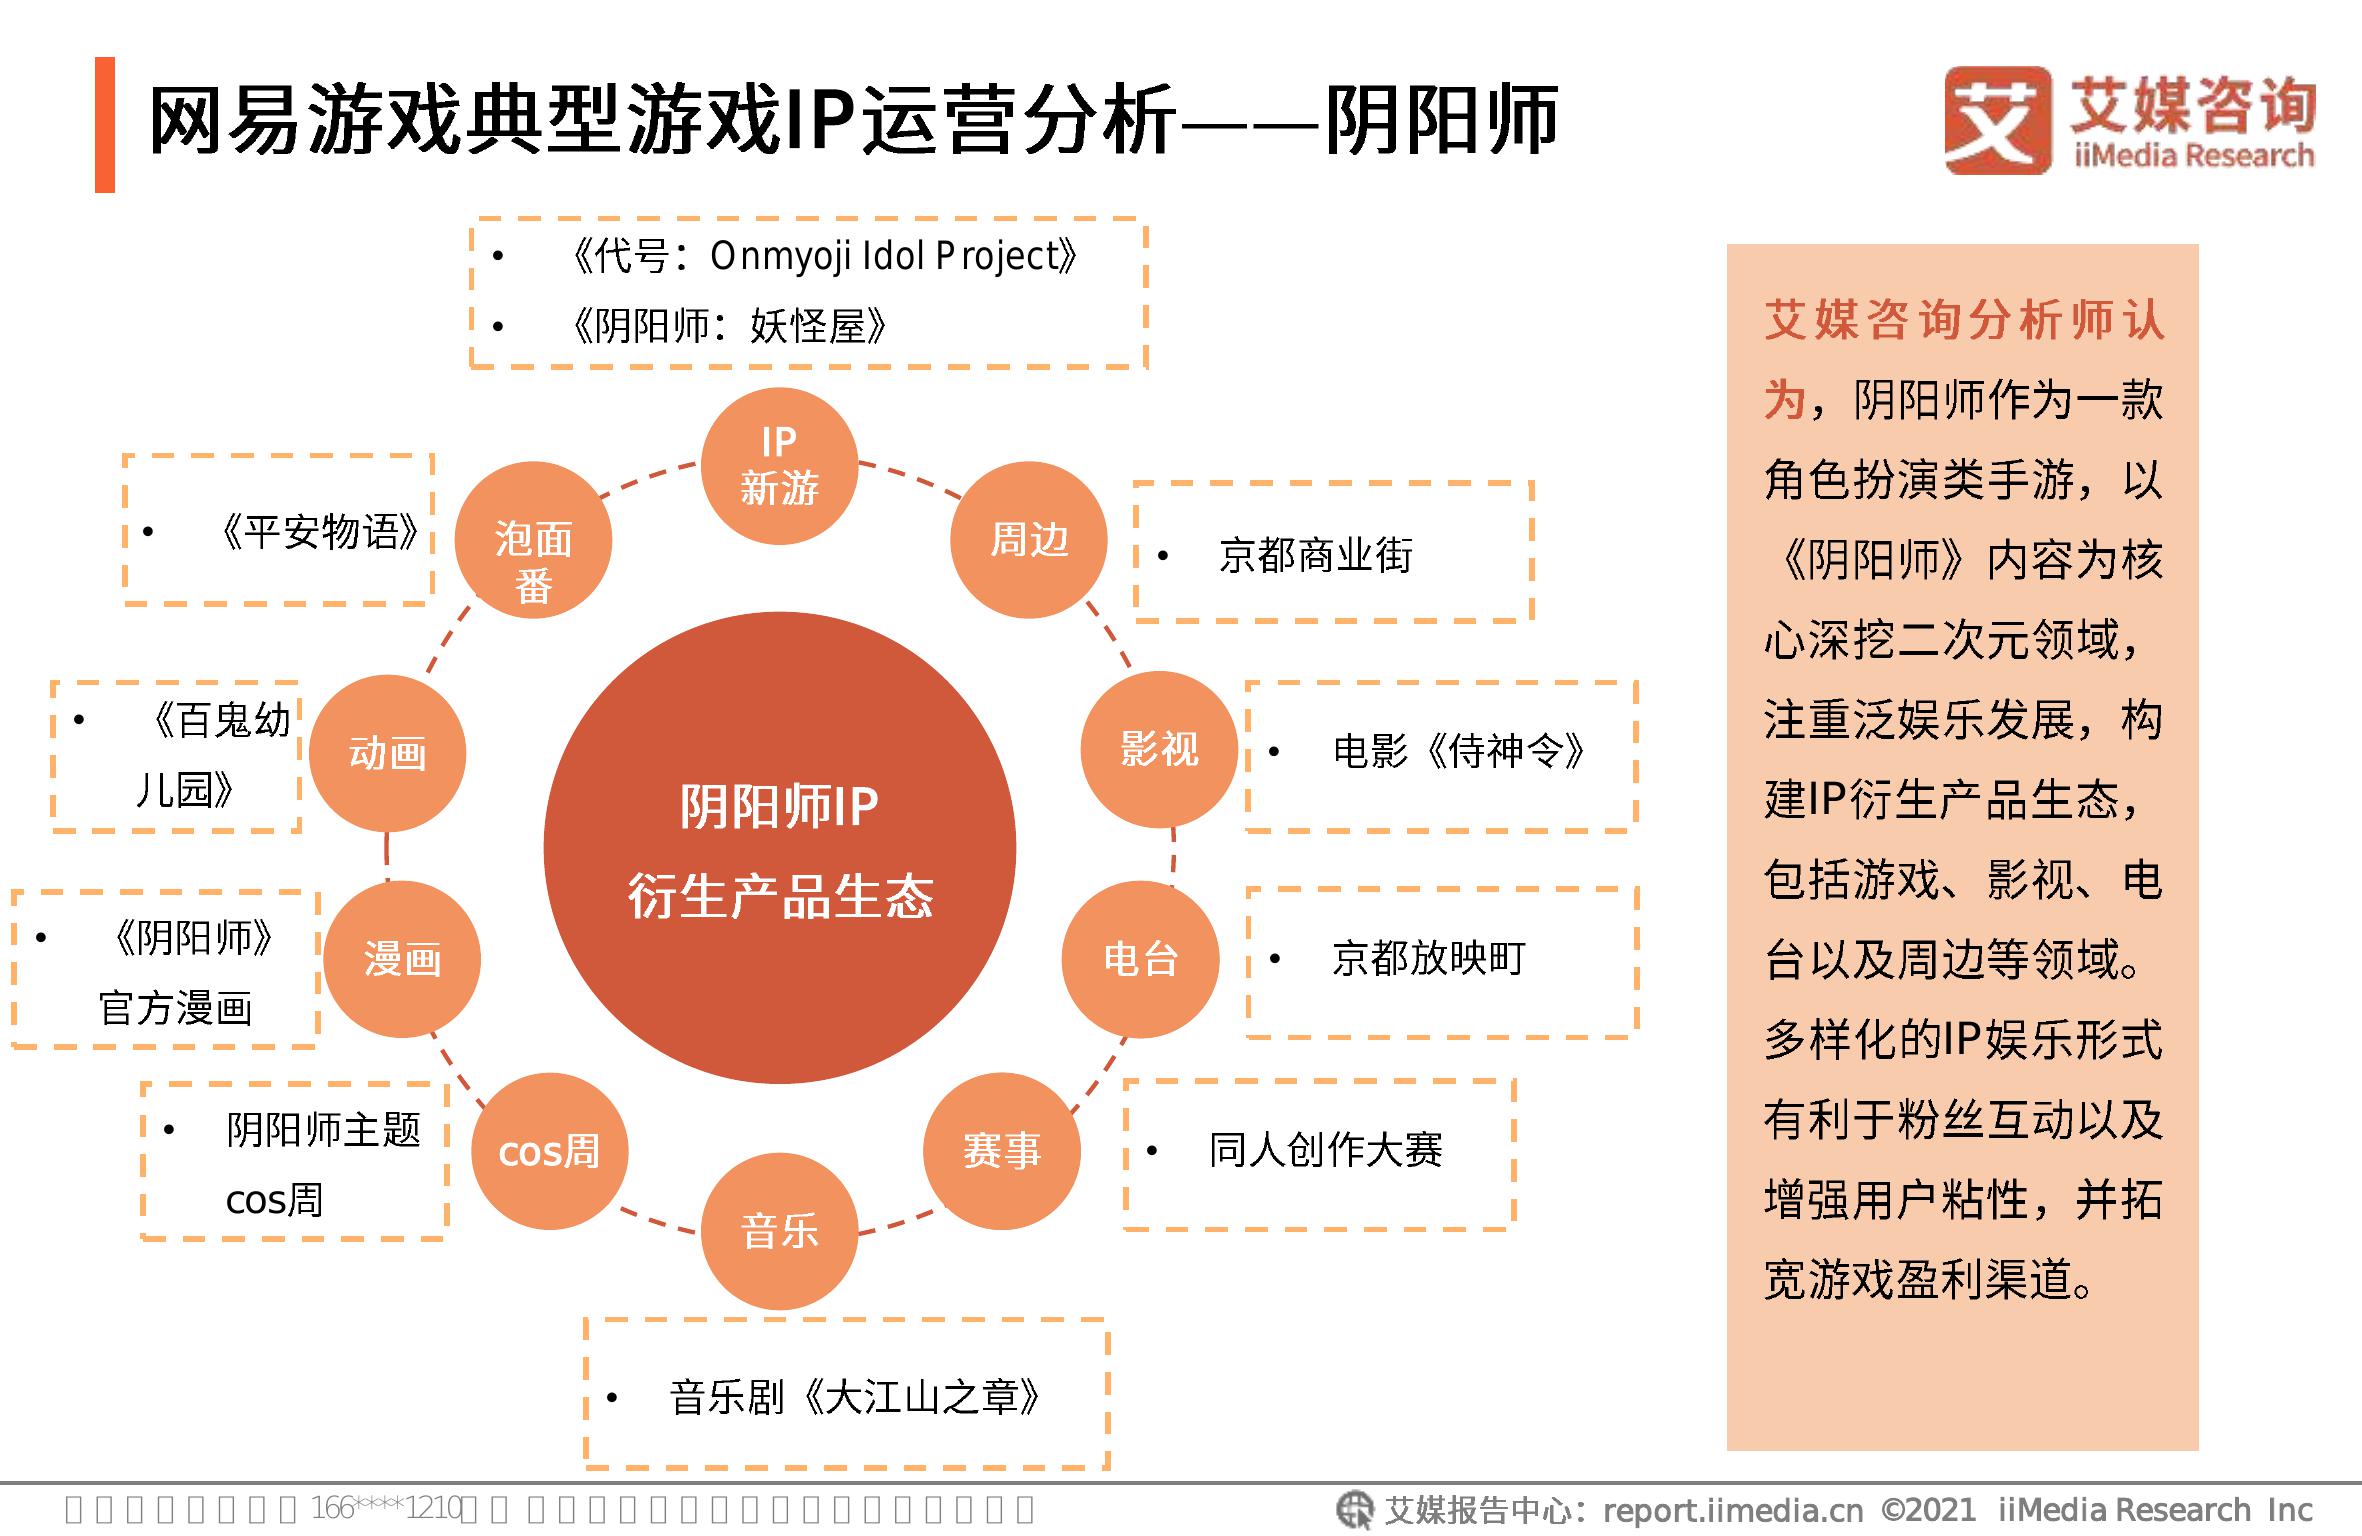 网易游戏典型游戏IP运营分析——阴阳师
艾 艾媒咨询
iiMedia Research
• 《代号：Onmyoji Idol Project》
• 《阴阳师：妖怪屋》
IP
新游
• 《平安物语》
泡面
番
周边
• 京都商业街
• 《百鬼幼
儿园》
动画
影视
• 电影《侍神令》
阴阳师IP
衍生产品生态
• 《阴阳师》
官方漫画
漫画
电台
• 京都放映町
• 阴阳师主题
cos周
cos周
赛事
• 同人创作大赛
音乐
• 音乐剧《大江山之章》
艾媒咨询分析师认
为，阴阳师作为一款
角色扮演类手游，以
《阴阳师》内容为核
心深挖二次元领域，
注重泛娱乐发展，构
建IP衍生产品生态，
包括游戏、影视、电
台以及周边等领域。
多样化的IP娱乐形式
有利于粉丝互动以及
增强用户粘性，并拓
宽游戏盈利渠道。
166****1210
艾媒报告中心：report.iimedia.cn ©2021 iiMedia Research Inc